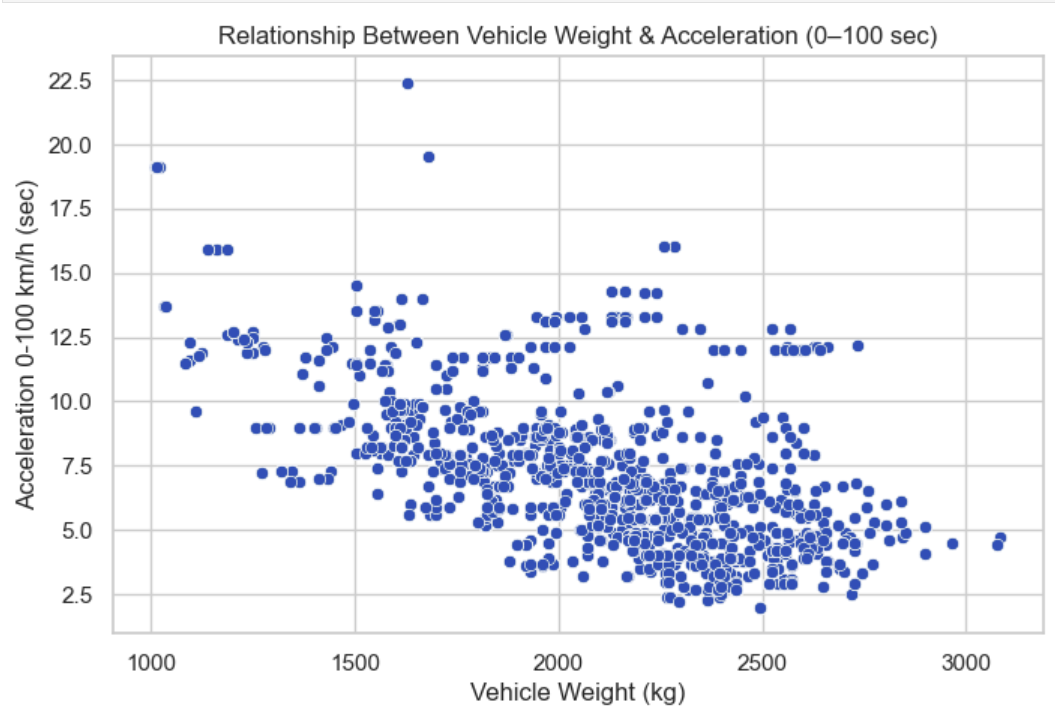 Relationship Between Vehicle Weight & Acceleration (0–100 sec)
Acceleration 0-100 km/h (sec)
22.5
20.0
17.5
15.0
12.5
10.0
7.5
5.0
2.5
1000 1500 2000 2500 3000
Vehicle Weight (kg)